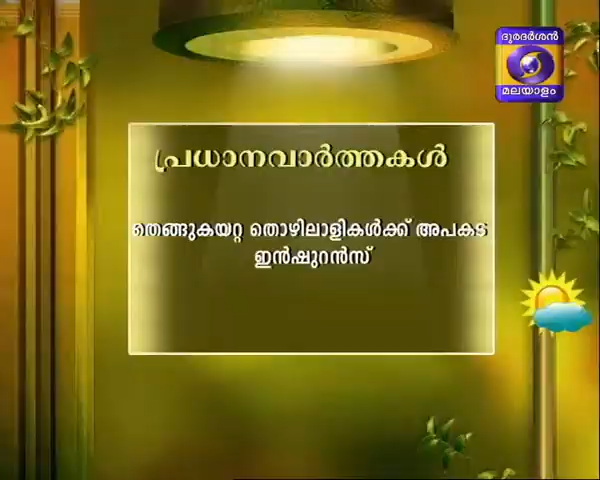 ദൂരദർശൻ
മലയാളം
പ്രധാനവാർത്തകൾ
തെങ്ങുകയറ്റ തൊഴിലാളികൾക്ക് അപകട
ഇൻഷുറൻസ്